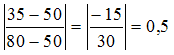 |35 – 50 / 80 – 50| = |–15 / 30| = 0,5